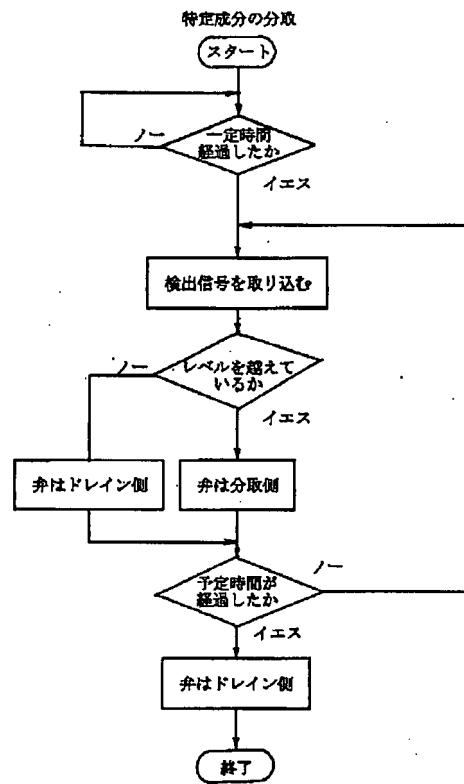 特定成分の分取
スタート
ノー
一定時間
経過したか
イエス
検出信号を取り込む
ノー
レベルを越えて
いるか
イエス
弁はドレイン側
弁は分取側
予定時間が
経過したか
ノー
イエス
弁はドレイン側
終了